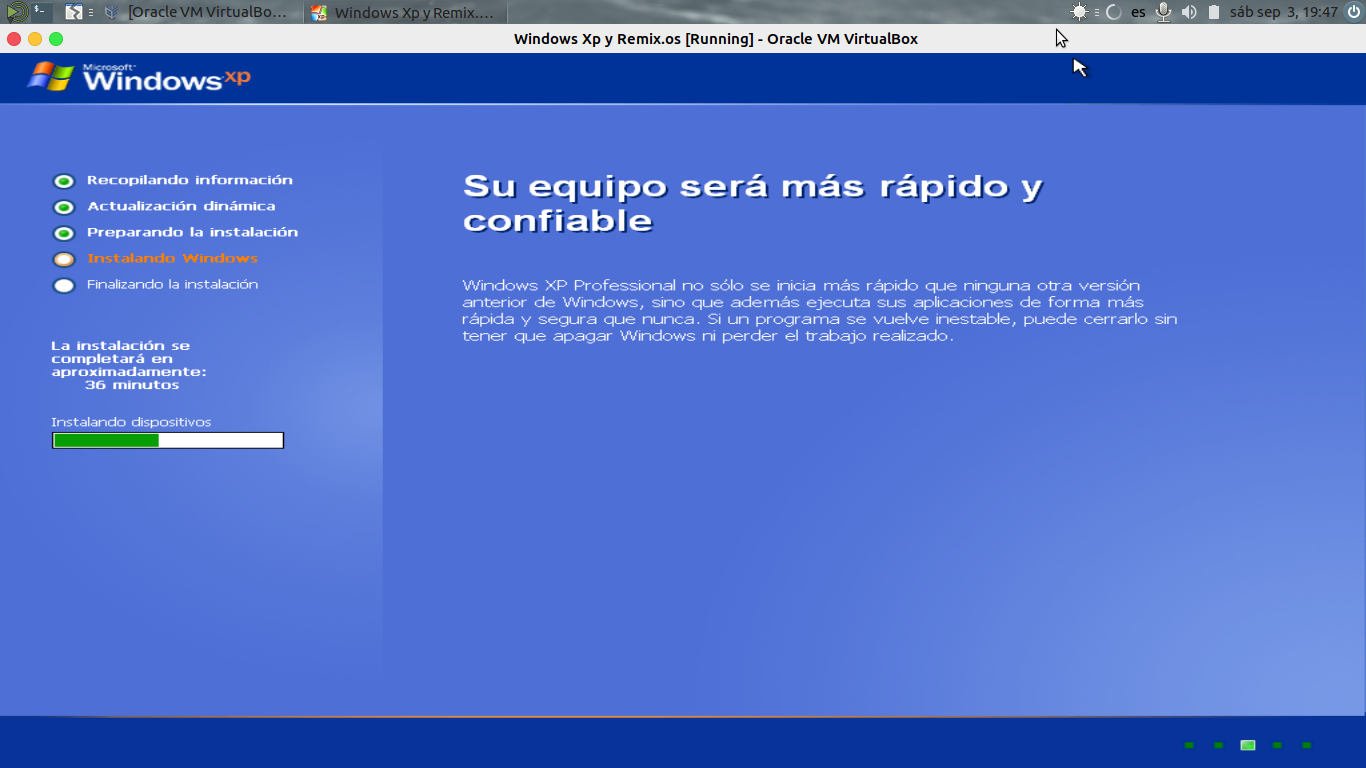 [Oracle VM VirtualBo...
Windows Xp y Remix....
es
sáb sep 3, 19:47
Windows Xp y Remix.os [Running] - Oracle VM VirtualBox
Microsoft
Windows xp
Recopilando información
Actualización dinámica
Preparando la instalación
Instalando Windows
Finalizando la instalación
La instalación se
completará en
aproximadamente:
36 minutos
Instalando dispositivos
Su equipo será más rápido y
confiable
Windows XP Professional no sólo se inicia más rápido que ninguna otra versión
anterior de Windows, sino que además ejecuta sus aplicaciones de forma más
rápida y segura que nunca. Si un programa se vuelve inestable, puede cerrarlo sin
tener que apagar Windows ni perder el trabajo realizado.